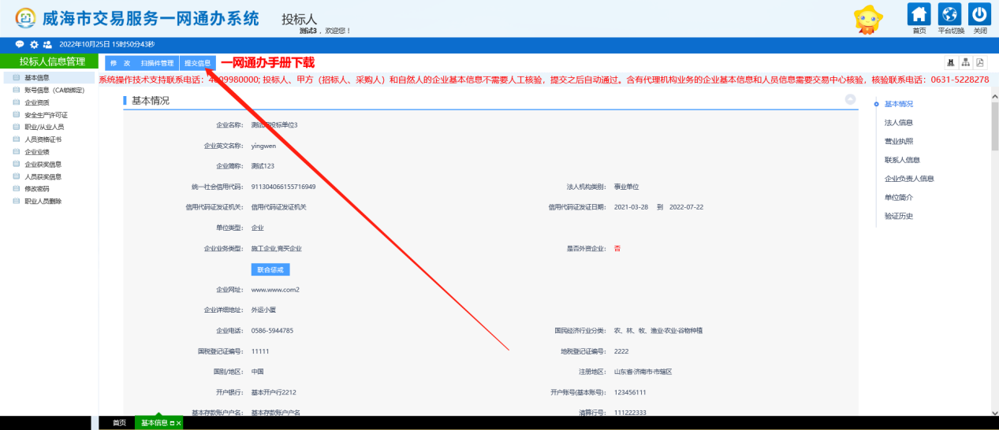 威海市交易服务一网通办系统
投标人
测试3，欢迎您！
首页 平台切换 关闭
2022年10月25日 15时50分43秒
投标人信息管理
修 改 扫描件管理 提交信息 一网通办手册下载
系统操作技术支持联系电话：4009980000; 投标人、甲方（招标人、采购人）和自然人的企业基本信息不需要人工核验，提交之后自动通过。含有代理机构业务的企业基本信息和人员信息需要交易中心核验，核验联系电话：0631-5228278
基本信息
账号信息（CA锁绑定）
企业资质
安全生产许可证
职业/从业人员
人员资格证书
企业业绩
企业获奖信息
人员获奖信息
修改密码
职业人员删除
基本情况
企业名称： 测试 投标单位3
企业英文名称： yingwen
企业简称： 测试123
统一社会信用代码： 911304066155716949 法人机构类别： 事业单位
信用代码证发证机关： 信用代码证发证机关 信用代码证发证日期： 2021-03-28 到 2022-07-22
单位类型： 企业
企业业务类型： 施工企业,竞买企业 是否外资企业： 否
联合惩戒
企业网址： www.www.com2
企业详细地址： 外运小厦
企业电话： 0586-5944785 国民经济行业分类： 农、林、牧、渔业·农业·谷物种植
国税登记证编号： 11111 地税登记证编号： 2222
国别/地区： 中国 注册地区： 山东省·济南市·市辖区
开户银行： 基本开户行2212 开户账号(基本账号)： 123456111
基本存款账户户名： 基本存款账户户名 清算行号： 111222333
基本情况
法人信息
营业执照
联系人信息
企业负责人信息
单位简介
验证历史
首页 基本信息